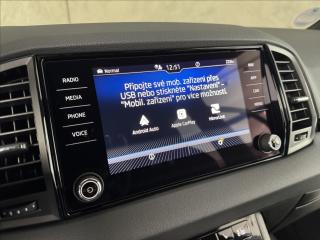 Normal
12:51
RADIO
MEDIA
PHONE
VOICE
Připojte své mob. zařízení přes
USB nebo stiskněte "Nastavení" –
"Mobil. zařízení" pro více možností.
Android Auto
Apple CarPlay
MirrorLink